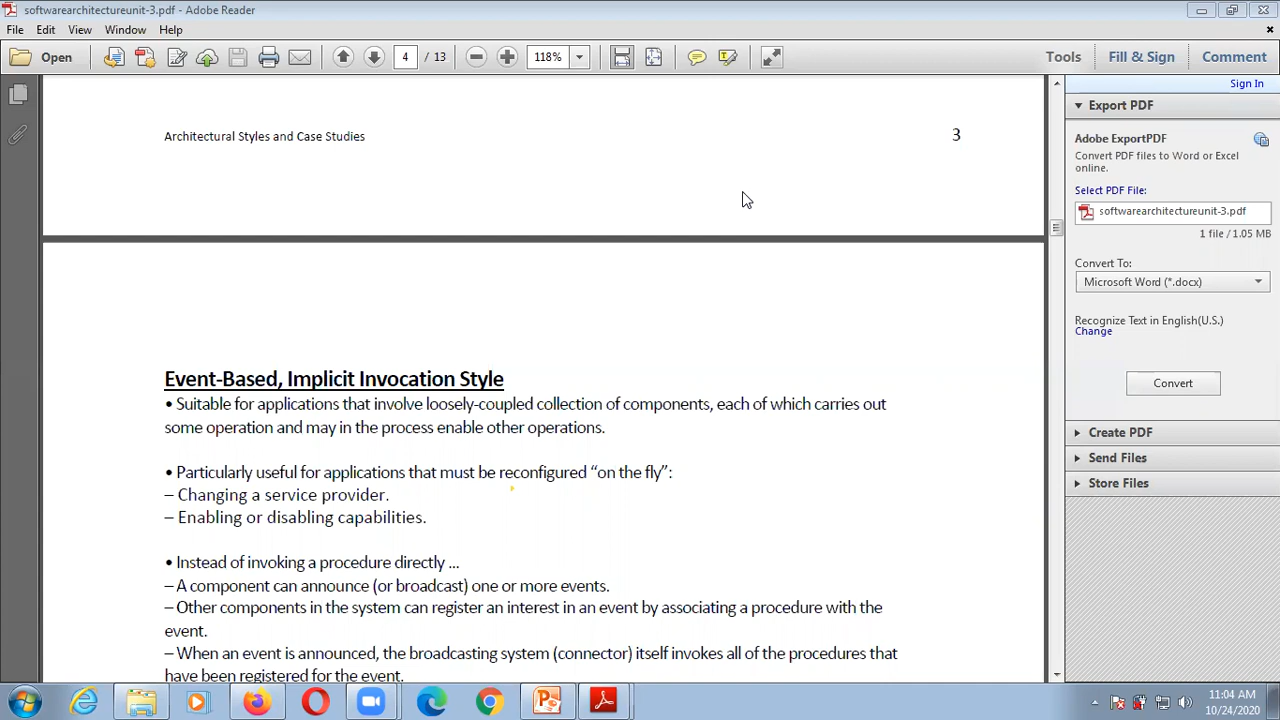 softwarearchitectureunit-3.pdf - Adobe Reader
File Edit View Window Help
Open 4 / 13 118% Tools Fill & Sign Comment
Sign In
Export PDF
Adobe ExportPDF
Convert PDF files to Word or Excel
online.
Select PDF File:
softwarearchitectureunit-3.pdf
1 file / 1.05 MB
Convert To:
Microsoft Word (*.docx)
Recognize Text in English(U.S.)
Change
Convert
Create PDF
Send Files
Store Files
Architectural Styles and Case Studies 3
Event-Based, Implicit Invocation Style
• Suitable for applications that involve loosely-coupled collection of components, each of which carries out
some operation and may in the process enable other operations.
• Particularly useful for applications that must be reconfigured “on the fly”:
– Changing a service provider.
– Enabling or disabling capabilities.
• Instead of invoking a procedure directly ...
– A component can announce (or broadcast) one or more events.
– Other components in the system can register an interest in an event by associating a procedure with the
event.
– When an event is announced, the broadcasting system (connector) itself invokes all of the procedures that
have been registered for the event.
11:04 AM
10/24/2020